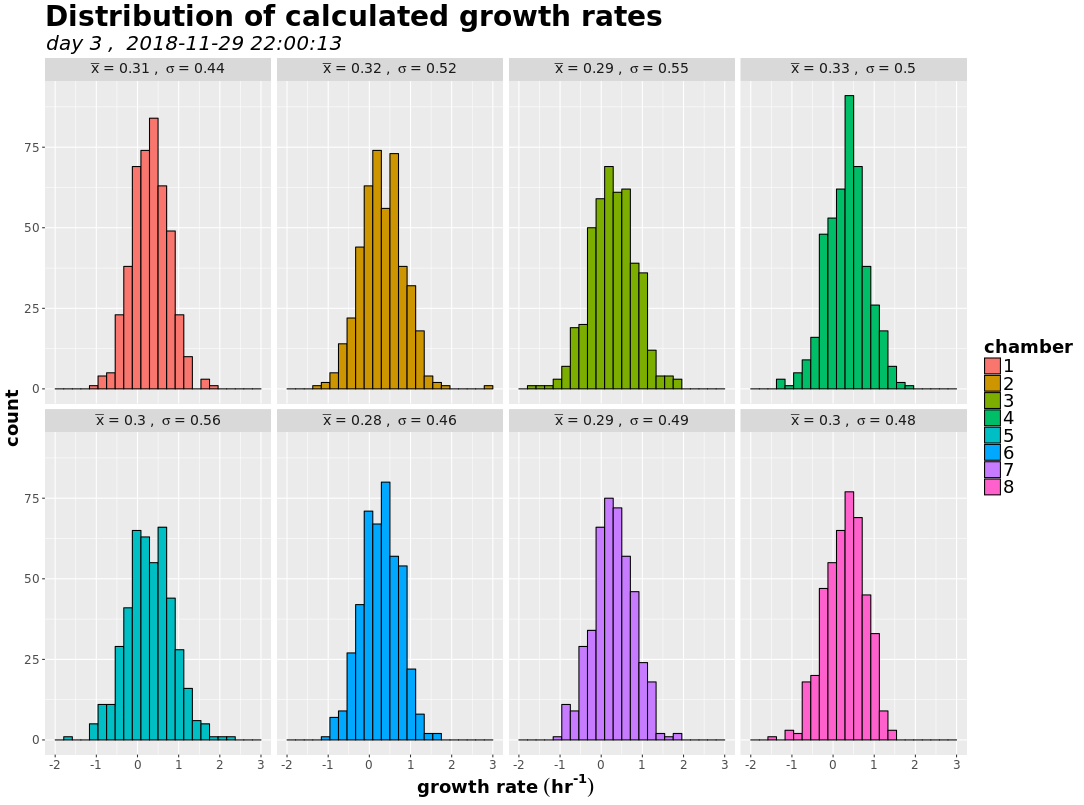 Distribution of calculated growth rates
day 3 ,  2018-11-29 22:00:13
x̅ = 0.31 ,  σ = 0.44
x̅ = 0.32 ,  σ = 0.52
x̅ = 0.29 ,  σ = 0.55
x̅ = 0.33 ,  σ = 0.5
75
50
25
0
count
x̅ = 0.3 ,  σ = 0.56
x̅ = 0.28 ,  σ = 0.46
x̅ = 0.29 ,  σ = 0.49
x̅ = 0.3 ,  σ = 0.48
75
50
25
0
-2 -1 0 1 2 3
-2 -1 0 1 2 3
-2 -1 0 1 2 3
-2 -1 0 1 2 3
growth rate (hr⁻¹)
chamber
1
2
3
4
5
6
7
8